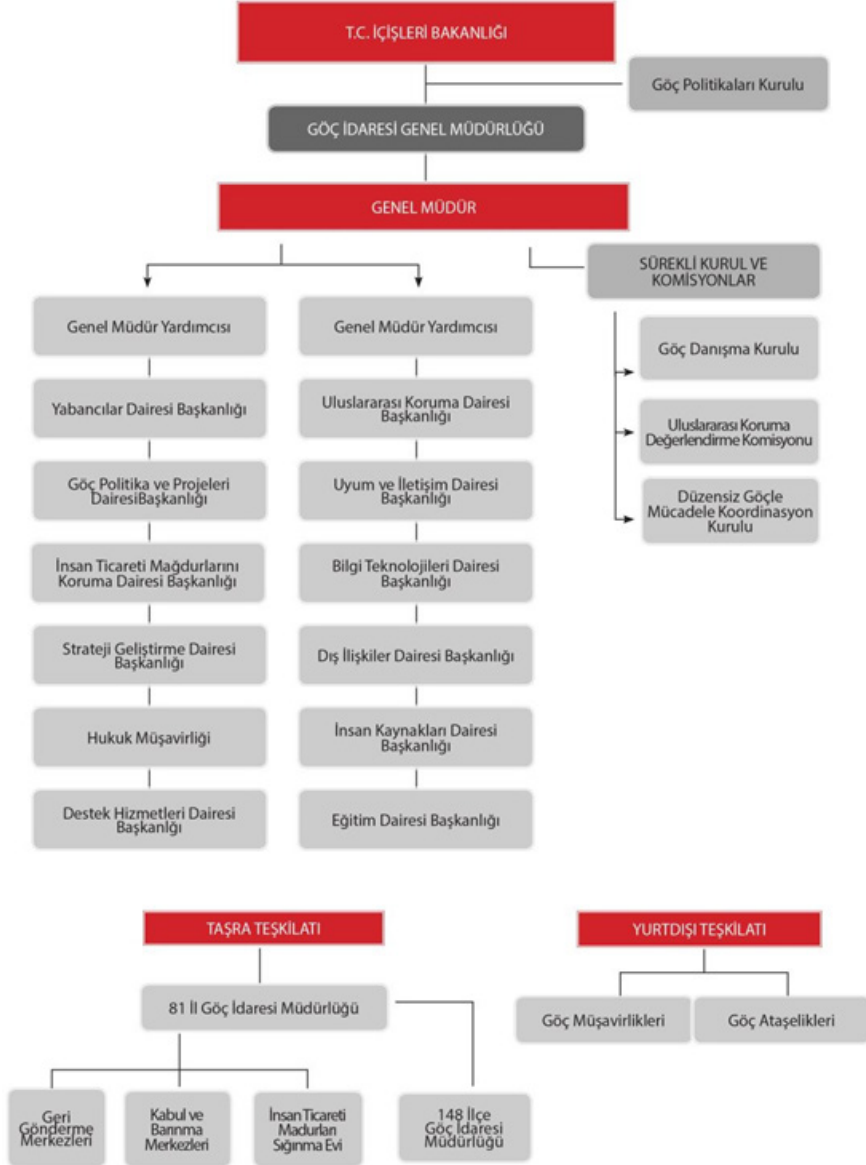 T.C. İÇİŞLERİ BAKANLIĞI
Göç Politikaları Kurulu
GÖÇ İDARESİ GENEL MÜDÜRLÜĞÜ
GENEL MÜDÜR
SÜREKLİ KURUL VE
KOMİSYONLAR
Göç Danışma Kurulu
Uluslararası Koruma
Değerlendirme Komisyonu
Düzensiz Göçle
Mücadele Koordinasyon
Kurulu
Genel Müdür Yardımcısı
Yabancılar Dairesi Başkanlığı
Göç Politika ve Projeleri
DairesiBaşkanlığı
İnsan Ticareti Mağdurlarını
Koruma Dairesi Başkanlığı
Strateji Geliştirme Dairesi
Başkanlığı
Hukuk Müşavirliği
Destek Hizmetleri Dairesi
Başkanlğı
Genel Müdür Yardımcısı
Uluslararası Koruma Dairesi
Başkanlığı
Uyum ve İletişim Dairesi
Başkanlığı
Bilgi Teknolojileri Dairesi
Başkanlığı
Dış İlişkiler Dairesi Başkanlığı
İnsan Kaynakları Dairesi
Başkanlığı
Eğitim Dairesi Başkanlığı
TAŞRA TEŞKİLATI
81 İl Göç İdaresi Müdürlüğü
Geri
Gönderme
Merkezleri
Kabul ve
Barınma
Merkezleri
İnsan Ticareti
Madurları
Sığınma Evi
148 İlçe
Göç İdaresi
Müdürlüğü
YURTDIŞI TEŞKİLATI
Göç Müşavirlikleri
Göç Ataşelikleri